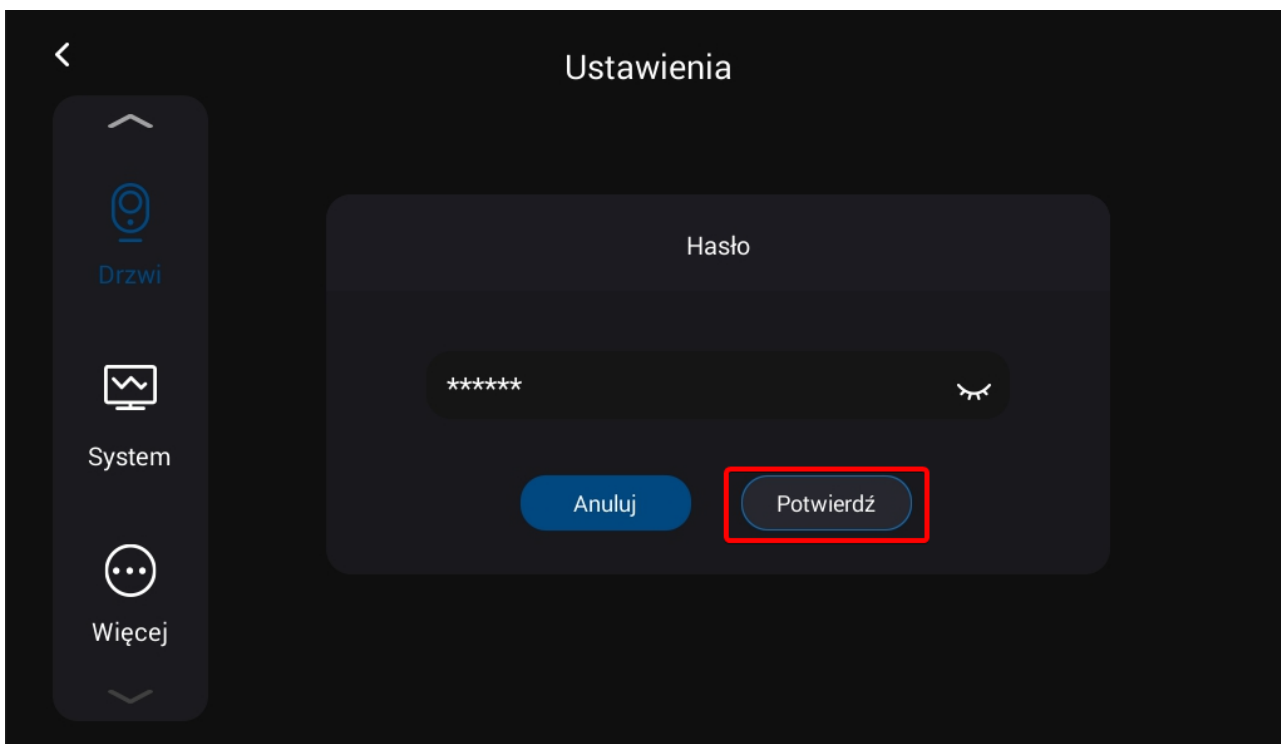 Ustawienia
Drzwi
System
Więcej
Hasło
******
Anuluj
Potwierdź